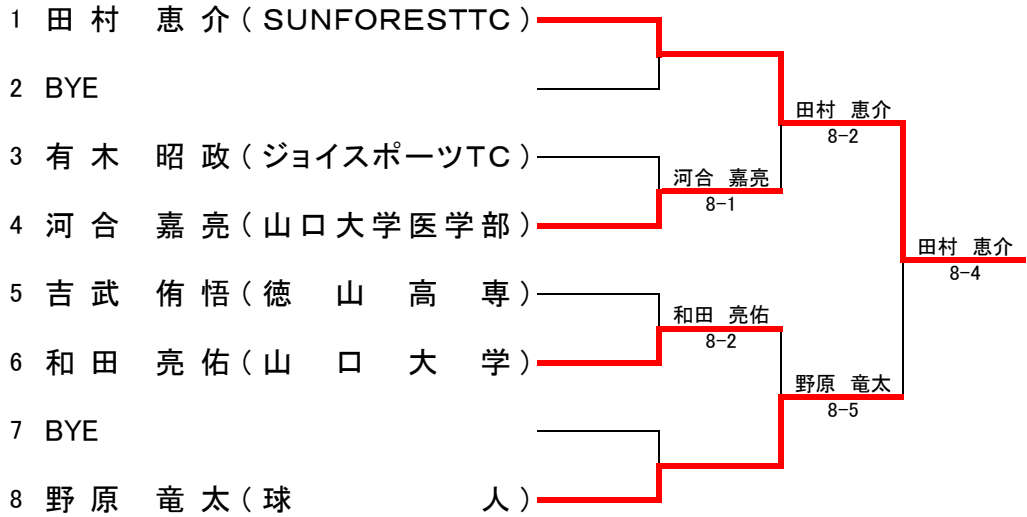 1 田村 恵介(SUNFORESTTC)
2 BYE
3 有木 昭政(ジョイスポーツTC)
4 河合 嘉亮(山口大学医学部)
5 吉武 侑悟(徳山高専)
6 和田 亮佑(山口大学)
7 BYE
8 野原 竜太(球人)
河合 嘉亮
8-1
和田 亮佑
8-2
田村 恵介
8-2
野原 竜太
8-5
田村 恵介
8-4